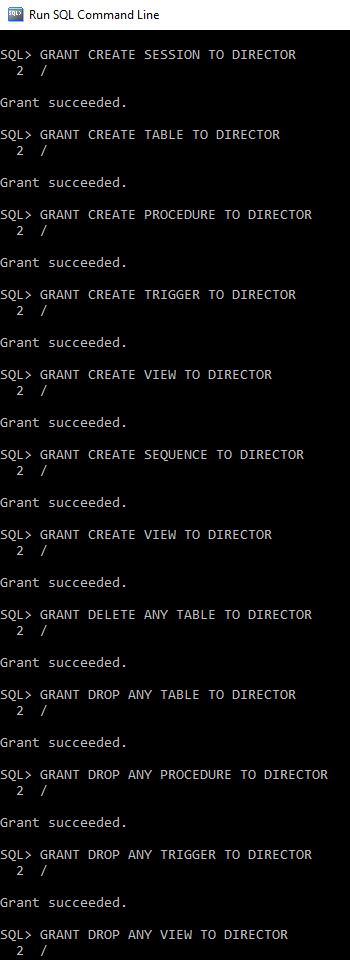 Run SQL Command Line
SQL> GRANT CREATE SESSION TO DIRECTOR
  2  /
Grant succeeded.
SQL> GRANT CREATE TABLE TO DIRECTOR
  2  /
Grant succeeded.
SQL> GRANT CREATE PROCEDURE TO DIRECTOR
  2  /
Grant succeeded.
SQL> GRANT CREATE TRIGGER TO DIRECTOR
  2  /
Grant succeeded.
SQL> GRANT CREATE VIEW TO DIRECTOR
  2  /
Grant succeeded.
SQL> GRANT CREATE SEQUENCE TO DIRECTOR
  2  /
Grant succeeded.
SQL> GRANT CREATE VIEW TO DIRECTOR
  2  /
Grant succeeded.
SQL> GRANT DELETE ANY TABLE TO DIRECTOR
  2  /
Grant succeeded.
SQL> GRANT DROP ANY TABLE TO DIRECTOR
  2  /
Grant succeeded.
SQL> GRANT DROP ANY PROCEDURE TO DIRECTOR
  2  /
Grant succeeded.
SQL> GRANT DROP ANY TRIGGER TO DIRECTOR
  2  /
Grant succeeded.
SQL> GRANT DROP ANY VIEW TO DIRECTOR
  2  /